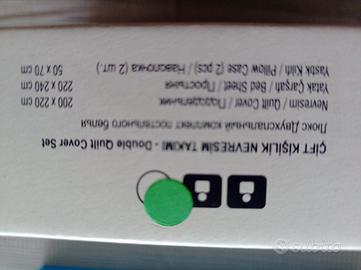 ÇİFT KİŞİLİK NEVRESİM TAKIMI - Double Quilt Cover Set
Люкс Двухспальный комплект постельного белья
Nevresim / Quilt Cover / Пододеяльник 200 x 220 cm
Yatak Çarşafı / Bed Sheet / Простыня 220 x 240 cm
Yastık Kılıfı / Pillow Case (2 pcs) / Наволочка (2 шт.) 50 x 70 cm
subito